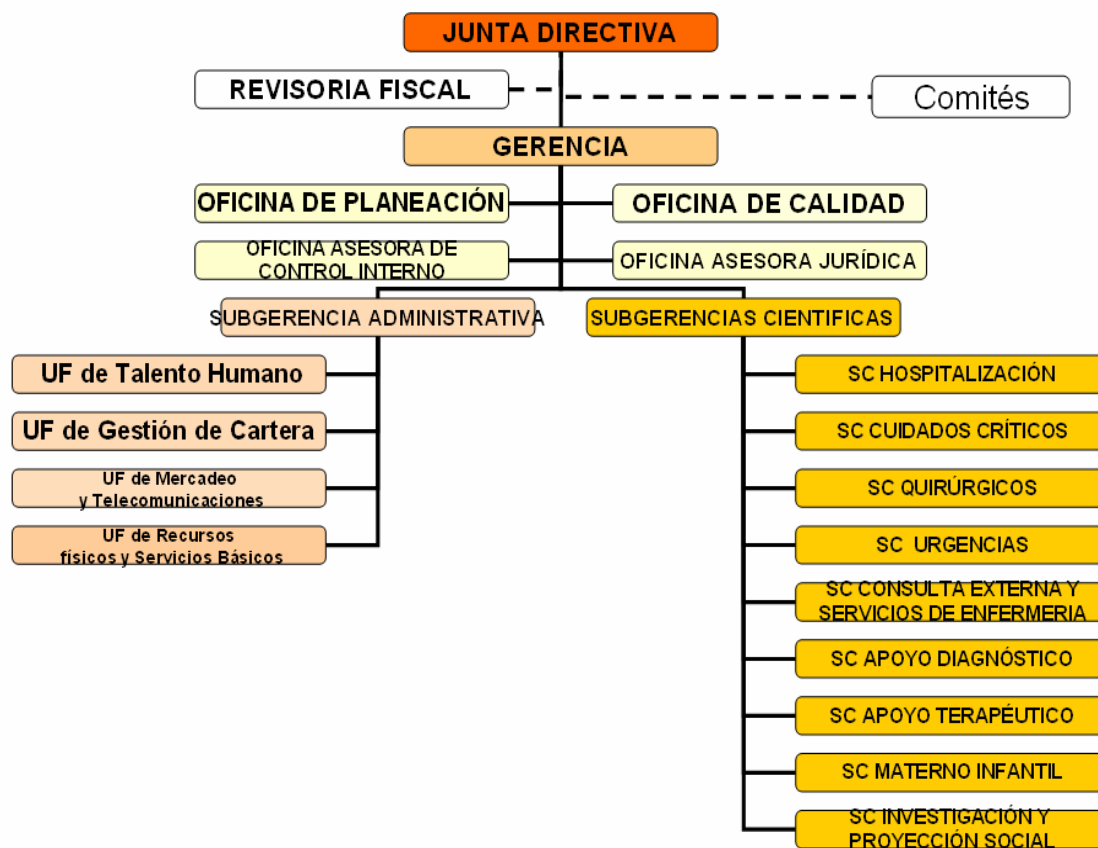 JUNTA DIRECTIVA
REVISORIA FISCAL
Comités
GERENCIA
OFICINA DE PLANEACIÓN
OFICINA DE CALIDAD
OFICINA ASESORA DE
CONTROL INTERNO
OFICINA ASESORA JURÍDICA
SUBGERENCIA ADMINISTRATIVA
SUBGERENCIAS CIENTIFICAS
UF de Talento Humano
UF de Gestión de Cartera
UF de Mercadeo
y Telecomunicaciones
UF de Recursos
físicos y Servicios Básicos
SC HOSPITALIZACIÓN
SC CUIDADOS CRÍTICOS
SC QUIRÚRGICOS
SC URGENCIAS
SC CONSULTA EXTERNA Y
SERVICIOS DE ENFERMERIA
SC APOYO DIAGNÓSTICO
SC APOYO TERAPÉUTICO
SC MATERNO INFANTIL
SC INVESTIGACIÓN Y
PROYECCIÓN SOCIAL